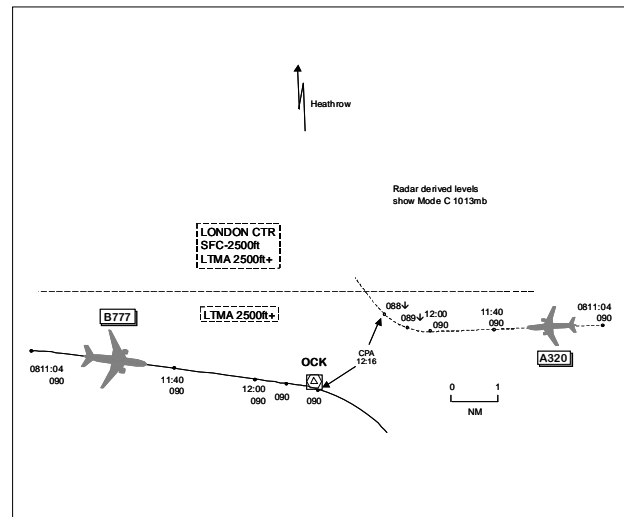 Heathrow
Radar derived levels
show Mode C 1013mb
LONDON CTR
SFC-2500ft
LTMA 2500ft+
LTMA 2500ft+
088↓
089↓
12:00
090
11:40
090
0811:04
090
B777
A320
OCK
CPA
12:16
0811:04
090
11:40
090
12:00
090
090
090
0 1
NM